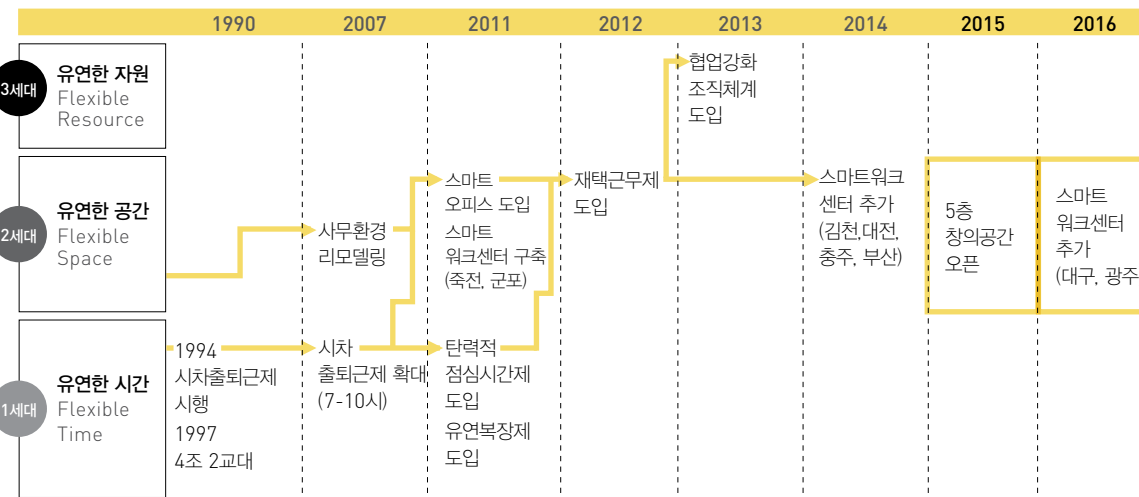 1990 2007 2011 2012 2013 2014 2015 2016
3세대
유연한 자원
Flexible
Resource
협업강화
조직체계
도입
2세대
유연한 공간
Flexible
Space
사무환경
리모델링
스마트
오피스 도입
스마트
워크센터 구축
(죽전, 군포)
재택근무제
도입
스마트워크
센터 추가
(김천,대전,
충주, 부산)
5층
창의공간
오픈
스마트
워크센터
추가
(대구, 광주
1세대
유연한 시간
Flexible
Time
1994
시차출퇴근제
시행
1997
4조 2교대
시차
출퇴근제 확대
(7-10시)
탄력적
점심시간제
도입
유연복장제
도입